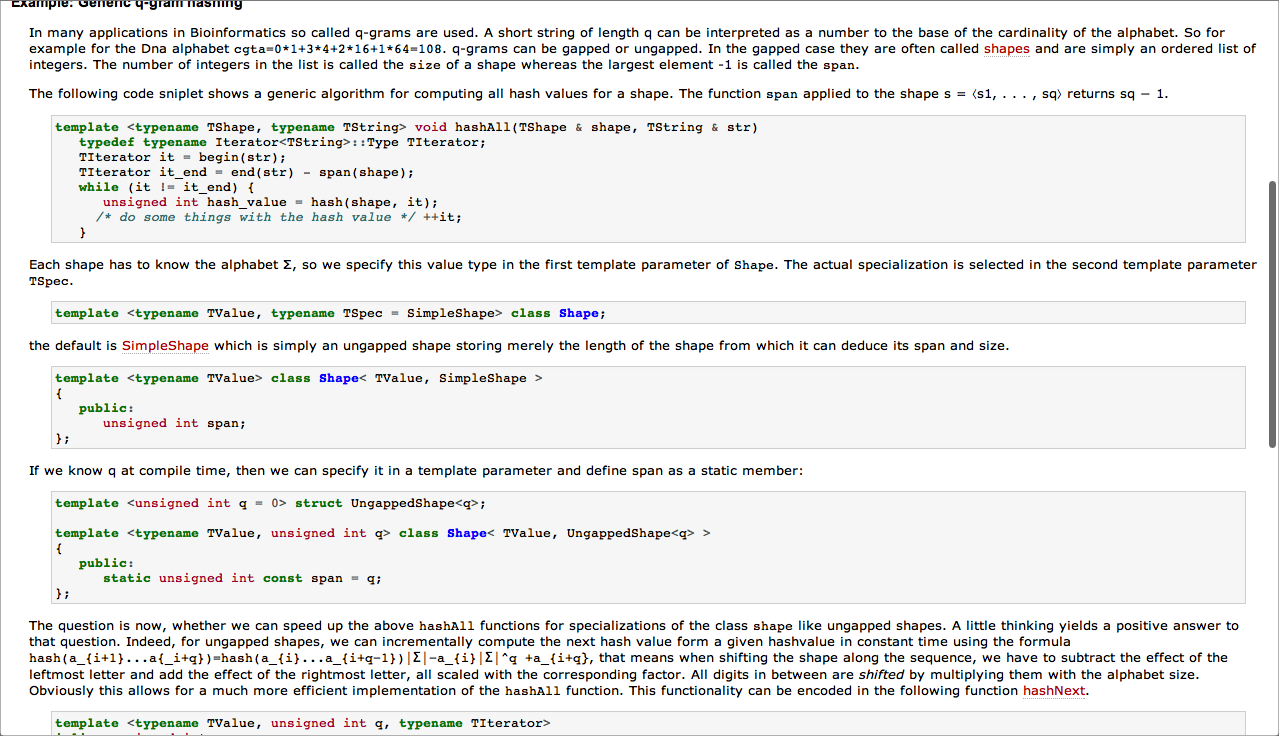 Example: Generic q-gram hashing
In many applications in Bioinformatics so called q-grams are used. A short string of length q can be interpreted as a number to the base of the cardinality of the alphabet. So for
example for the Dna alphabet cgta=0*1+3*4+2*16+1*64=108. q-grams can be gapped or ungapped. In the gapped case they are often called shapes and are simply an ordered list of
integers. The number of integers in the list is called the size of a shape whereas the largest element -1 is called the span.
The following code sniplet shows a generic algorithm for computing all hash values for a shape. The function span applied to the shape s = ⟨s1, . . . , sq⟩ returns sq − 1.
template <typename TShape, typename TString> void hashAll(TShape & shape, TString & str)
typedef typename Iterator<TString>::Type TIterator;
TIterator it = begin(str);
TIterator it_end = end(str) - span(shape);
while (it != it_end) {
unsigned int hash_value = hash(shape, it);
/* do some things with the hash value */ ++it;
}
Each shape has to know the alphabet Σ, so we specify this value type in the first template parameter of Shape. The actual specialization is selected in the second template parameter
TSpec.
template <typename TValue, typename TSpec = SimpleShape> class Shape;
the default is SimpleShape which is simply an ungapped shape storing merely the length of the shape from which it can deduce its span and size.
template <typename TValue> class Shape< TValue, SimpleShape >
{
public:
unsigned int span;
};
If we know q at compile time, then we can specify it in a template parameter and define span as a static member:
template <unsigned int q = 0> struct UngappedShape<q>;
template <typename TValue, unsigned int q> class Shape< TValue, UngappedShape<q> >
{
public:
static unsigned int const span = q;
};
The question is now, whether we can speed up the above hashAll functions for specializations of the class shape like ungapped shapes. A little thinking yields a positive answer to
that question. Indeed, for ungapped shapes, we can incrementally compute the next hash value form a given hashvalue in constant time using the formula
hash(a_{i+1}...a{_i+q})=hash(a_{i}...a_{i+q−1})|Σ|−a_{i}|Σ|^q +a_{i+q}, that means when shifting the shape along the sequence, we have to subtract the effect of the
leftmost letter and add the effect of the rightmost letter, all scaled with the corresponding factor. All digits in between are shifted by multiplying them with the alphabet size.
Obviously this allows for a much more efficient implementation of the hashAll function. This functionality can be encoded in the following function hashNext.
template <typename TValue, unsigned int q, typename TIterator>